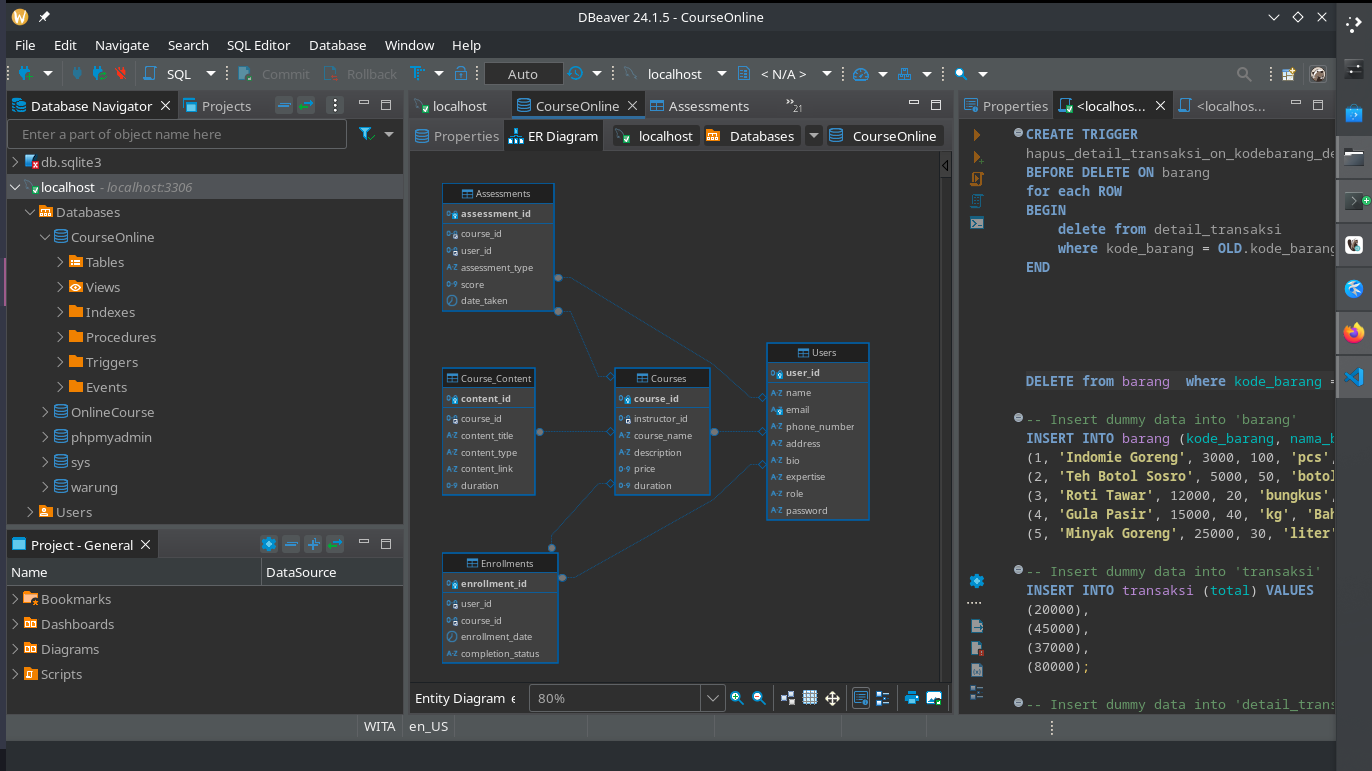 DBeaver 24.1.5 - CourseOnline
File Edit Navigate Search SQL Editor Database Window Help
SQL Commit Rollback Auto localhost < N/A >
Database Navigator Projects
Enter a part of object name here
db.sqlite3
localhost - localhost:3306
Databases
CourseOnline
Tables
Views
Indexes
Procedures
Triggers
Events
OnlineCourse
phpmyadmin
sys
warung
Users
Project - General
Name DataSource
Bookmarks
Dashboards
Diagrams
Scripts
localhost CourseOnline Assessments »21
Properties ER Diagram localhost Databases CourseOnline
Assessments
assessment_id
course_id
user_id
assessment_type
score
date_taken
Course_Content
content_id
course_id
content_title
content_type
content_link
duration
Courses
course_id
instructor_id
course_name
description
price
duration
Users
user_id
name
email
phone_number
address
bio
expertise
role
password
Enrollments
enrollment_id
user_id
course_id
enrollment_date
completion_status
Entity Diagram 80%
Properties <localhos... <localhos...
CREATE TRIGGER
hapus_detail_transaksi_on_kodebarang_de
BEFORE DELETE ON barang
for each ROW
BEGIN
delete from detail_transaksi
where kode_barang = OLD.kode_barang
END
DELETE from barang where kode_barang =
-- Insert dummy data into 'barang'
INSERT INTO barang (kode_barang, nama_b
(1, 'Indomie Goreng', 3000, 100, 'pcs',
(2, 'Teh Botol Sosro', 5000, 50, 'botol
(3, 'Roti Tawar', 12000, 20, 'bungkus',
(4, 'Gula Pasir', 15000, 40, 'kg', 'Bah
(5, 'Minyak Goreng', 25000, 30, 'liter'
-- Insert dummy data into 'transaksi'
INSERT INTO transaksi (total) VALUES
(20000),
(45000),
(37000),
(80000);
-- Insert dummy data into 'detail_trans
WITA en_US